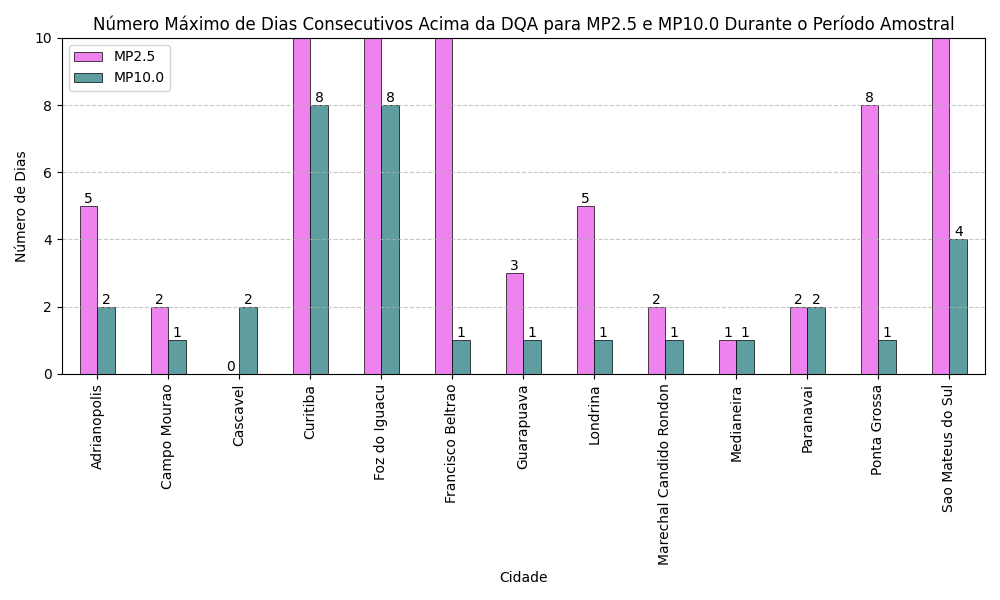 Número Máximo de Dias Consecutivos Acima da DQA para MP2.5 e MP10.0 Durante o Período Amostral
MP2.5
MP10.0
Número de Dias
10
8
6
4
2
0
5
2
2
1
0
2
8
8
1
3
1
5
1
2
1
1
1
2
2
8
1
4
Adrianopolis
Campo Mourao
Cascavel
Curitiba
Foz do Iguacu
Francisco Beltrao
Guarapuava
Londrina
Marechal Candido Rondon
Medianeira
Paranavai
Ponta Grossa
Sao Mateus do Sul
Cidade